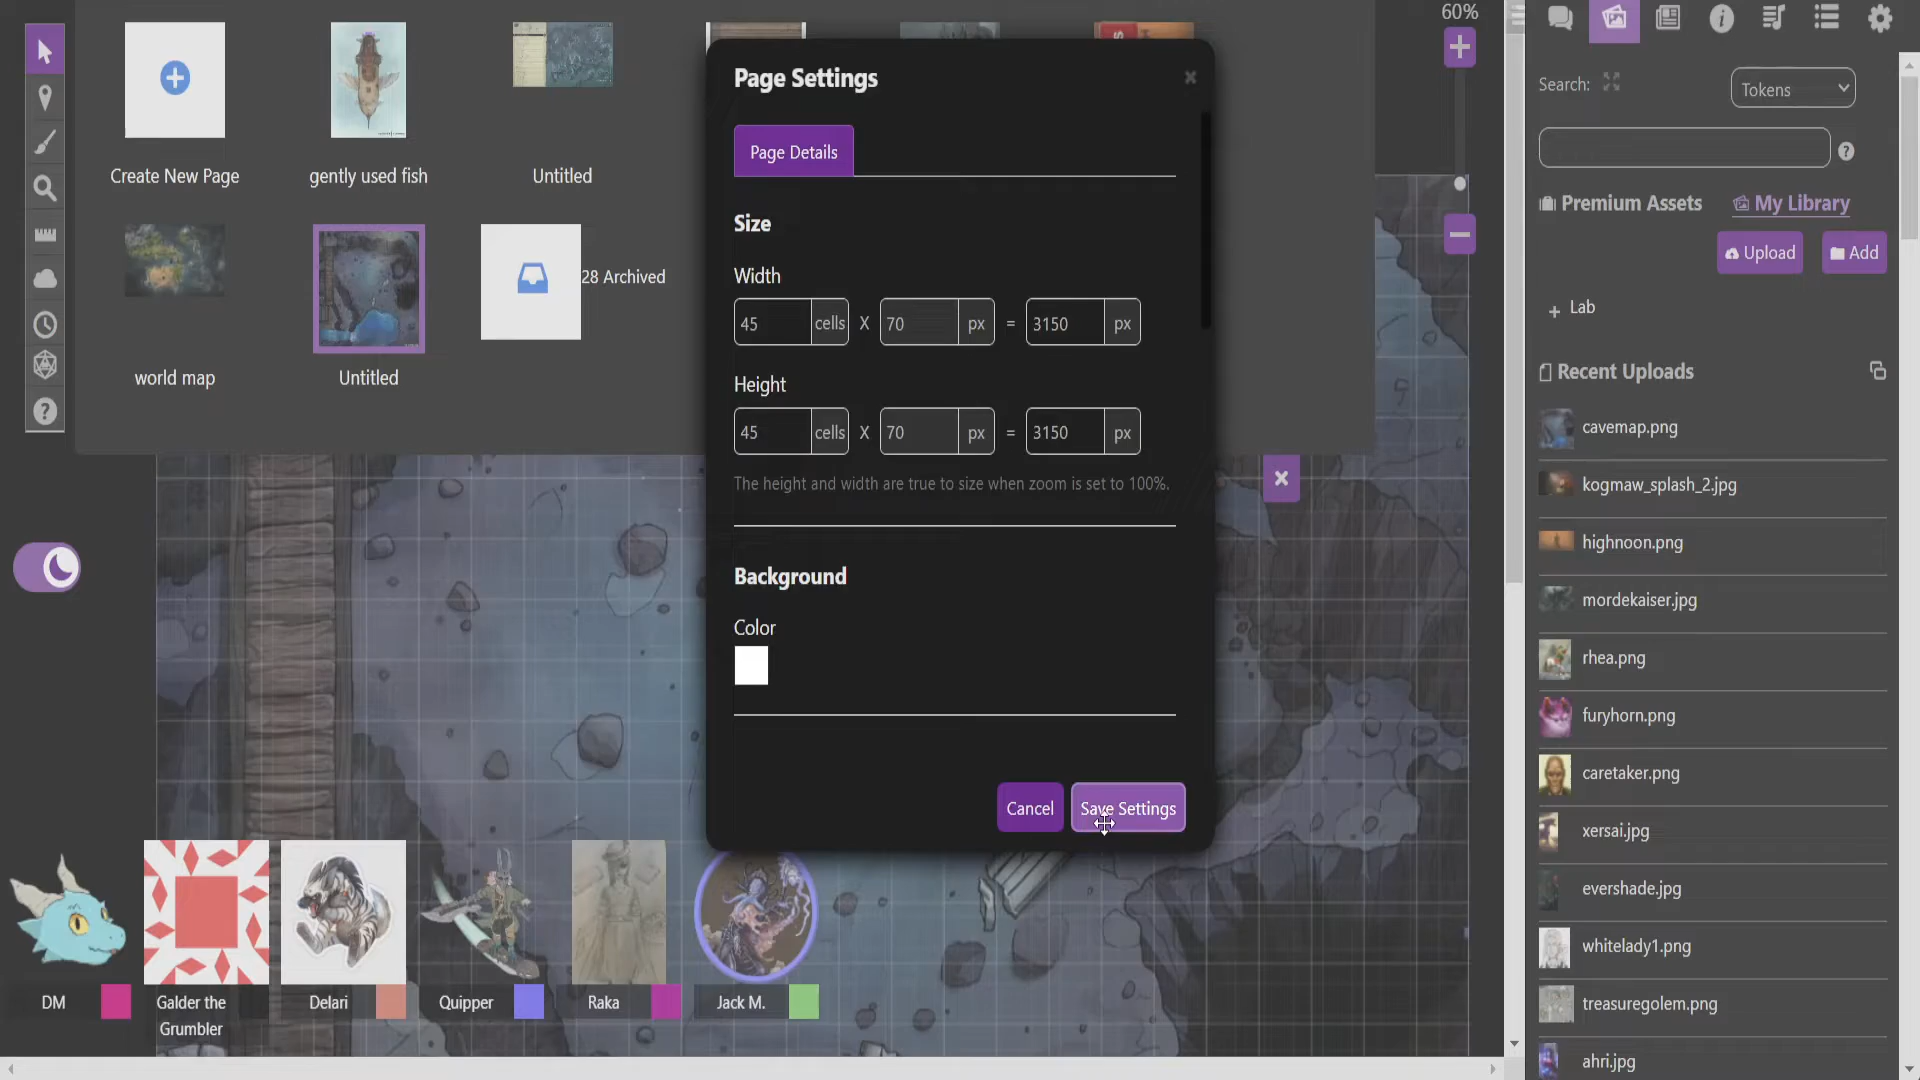 60%
Page Settings
Page Details
Size
Width
45 cells X 70 px = 3150 px
Height
45 cells X 70 px = 3150 px
The height and width are true to size when zoom is set to 100%.
Background
Color
Cancel Save Settings
Create New Page
gently used fish
Untitled
world map
Untitled
28 Archived
Search:
Tokens
Premium Assets
My Library
Upload
Add
Lab
Recent Uploads
cavemap.png
kogmaw_splash_2.jpg
highnoon.png
mordekaiser.jpg
rhea.png
furyhorn.png
caretaker.png
xersai.jpg
evershade.jpg
whitelady1.png
treasuregolem.png
ahri.jpg
DM
Galder the
Grumbler
Delari
Quipper
Raka
Jack M.